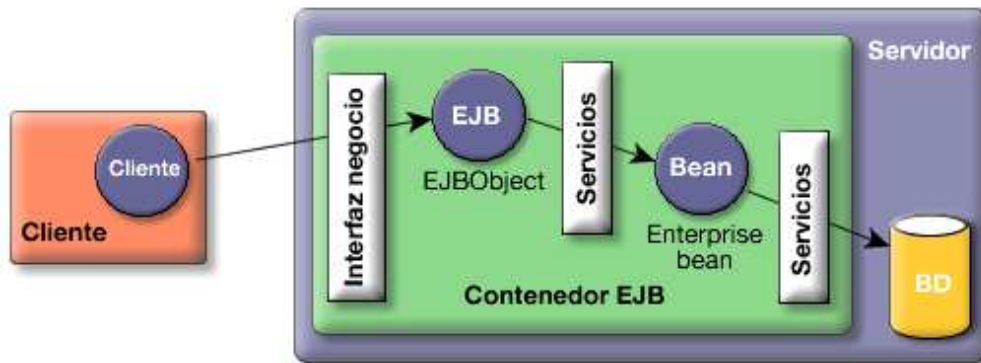 Cliente
Cliente
Interfaz negocio
EJB
EJBObject
Servicios
Bean
Enterprise
bean
Servicios
Contenedor EJB
Servidor
BD